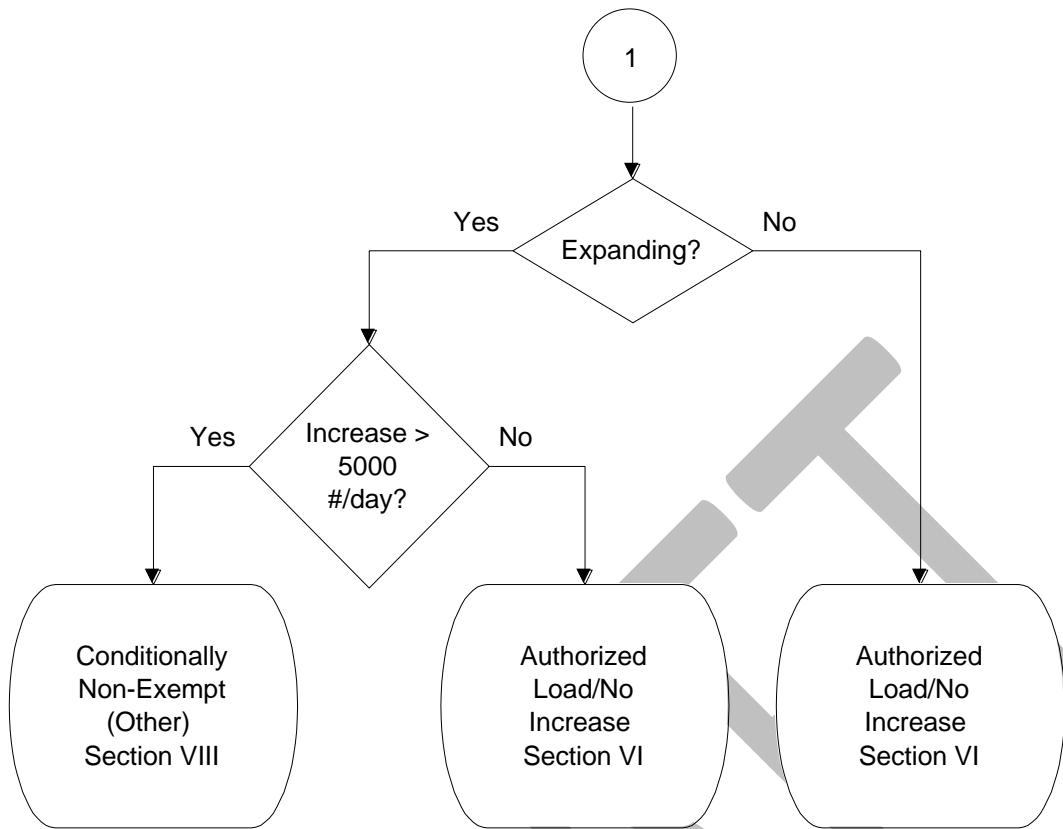 1
Yes
No
Expanding?
Yes
Increase >
5000
#/day?
No
Conditionally
Non-Exempt
(Other)
Section VIII
Authorized
Load/No
Increase
Section VI
Authorized
Load/No
Increase
Section VI